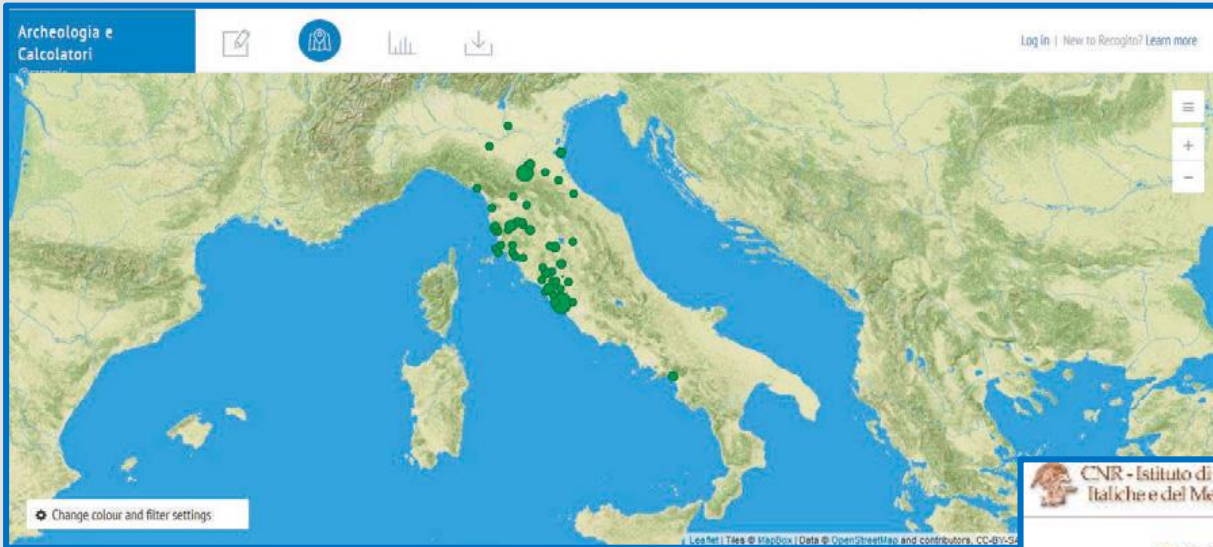 Archeologia e
Calcolatori
Log in | New to Recogito? Learn more
+
−
Change colour and filter settings
Leaflet | Tiles © MapBox | Data © OpenStreetMap and contributors, CC-BY-SA
CNR - Istituto di
Italiche e del Me